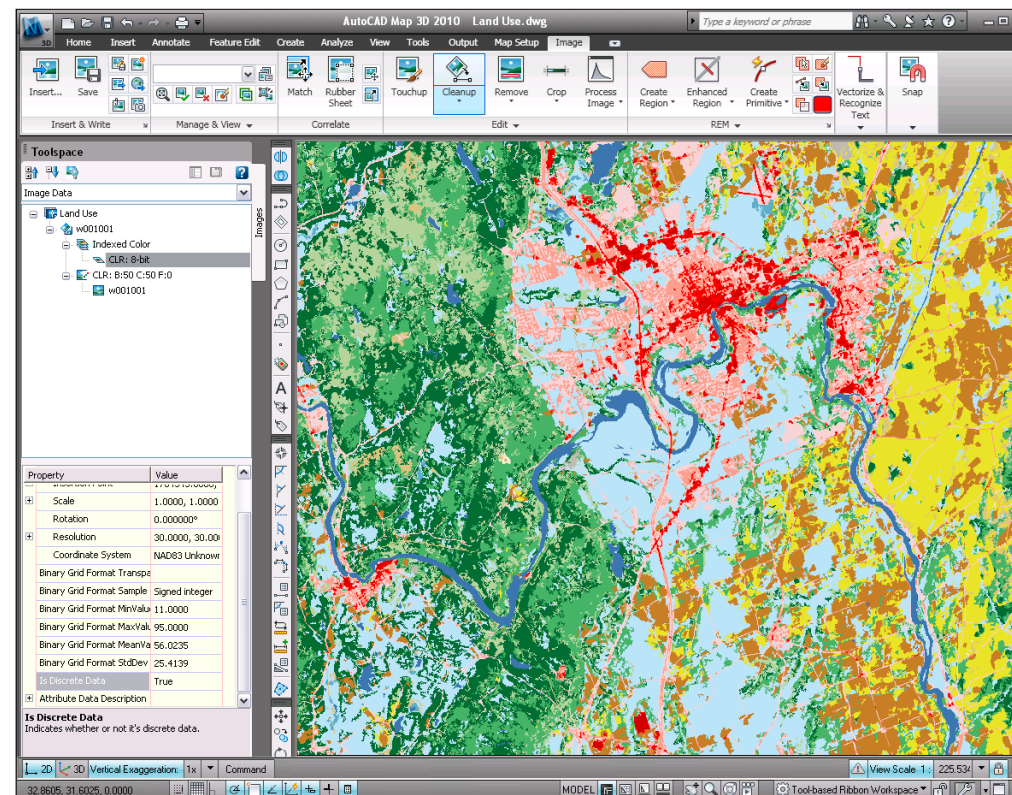 AutoCAD Map 3D 2010 Land Use.dwg
Type a keyword or phrase
3D
Home Insert Annotate Feature Edit Create Analyze View Tools Output Map Setup Image
Insert... Save Match Rubber Sheet Touchup Cleanup Remove Crop Process Image Create Region Enhanced Region Create Primitive Vectorize & Recognize Text Snap
Insert & Write Manage & View Correlate Edit REM
Toolspace
Image Data
Images
Land Use
w001001
Indexed Color
CLR: 8-bit
CLR: B:50 C:50 F:0
w001001
Property Value
Scale 1.0000, 1.0000
Rotation 0.000000°
Resolution 30.0000, 30.00
Coordinate System NAD83 Unknowr
Binary Grid Format Transpa
Binary Grid Format Sample Signed integer
Binary Grid Format MinValu 11.0000
Binary Grid Format MaxValu 95.0000
Binary Grid Format MeanVa 56.0235
Binary Grid Format StdDev 25.4139
Is Discrete Data True
Attribute Data Description
Is Discrete Data
Indicates whether or not it's discrete data.
A
2D 3D Vertical Exaggeration: 1x Command
View Scale 1: 225.534
32.8605, 31.6025, 0.0000
MODEL
Tool-based Ribbon Workspace